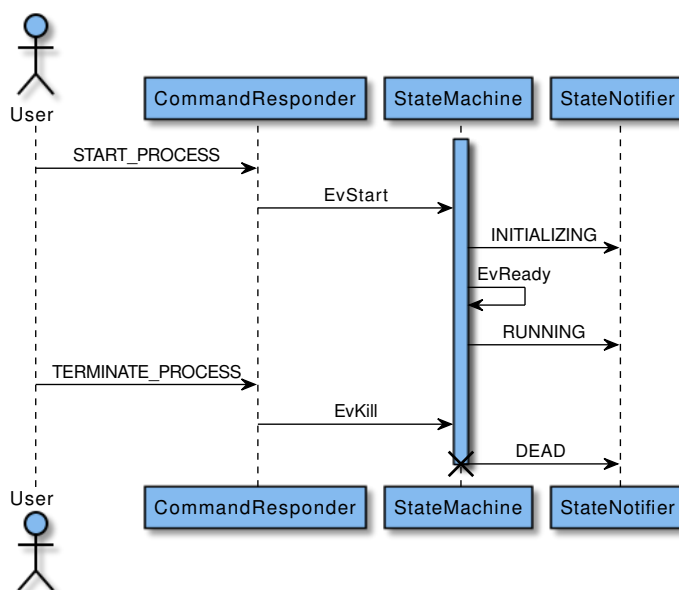 User
CommandResponder
StateMachine
StateNotifier
START_PROCESS
EvStart
INITIALIZING
EvReady
RUNNING
TERMINATE_PROCESS
EvKill
DEAD
User
CommandResponder
StateMachine
StateNotifier